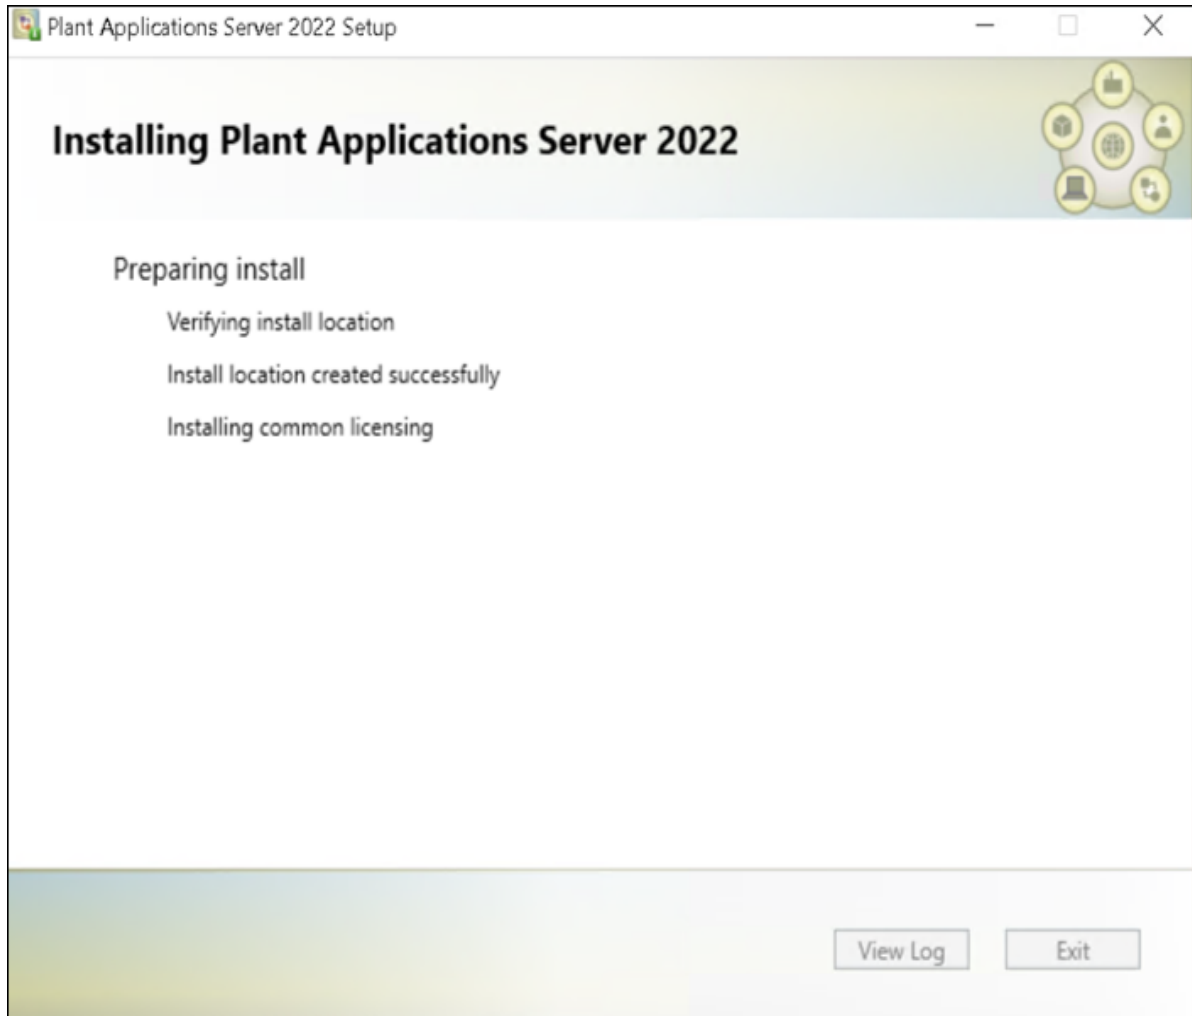 Plant Applications Server 2022 Setup
Installing Plant Applications Server 2022
Preparing install
Verifying install location
Install location created successfully
Installing common licensing
View Log
Exit